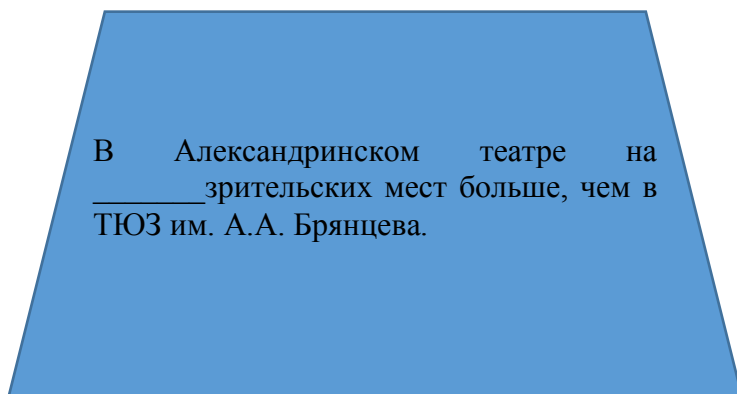 В Александринском театре на
_______зрительских мест больше, чем в
ТЮЗ им. А.А. Брянцева.